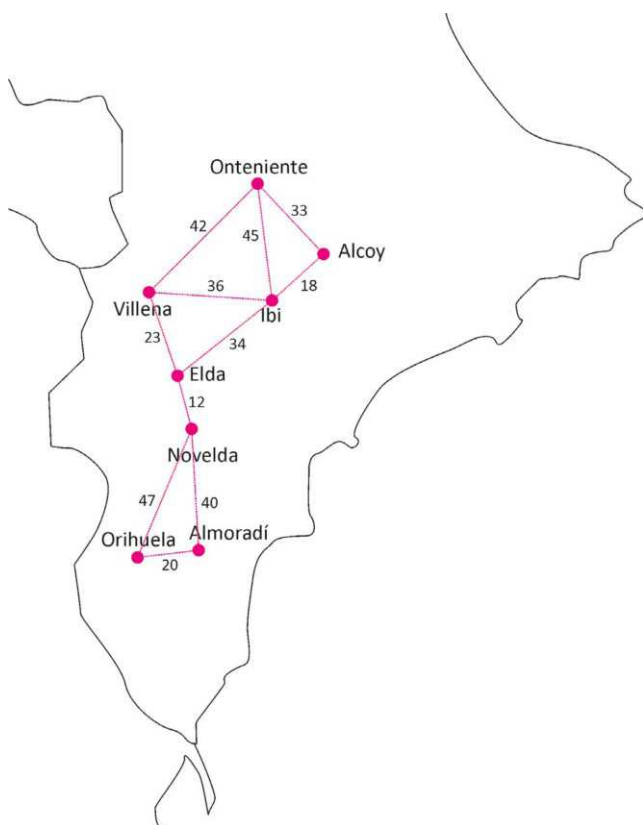 Onteniente
42
45
33
Alcoy
36
18
Villena
Ibi
23
34
Elda
12
Novelda
47
40
Orihuela
Almoradí
20